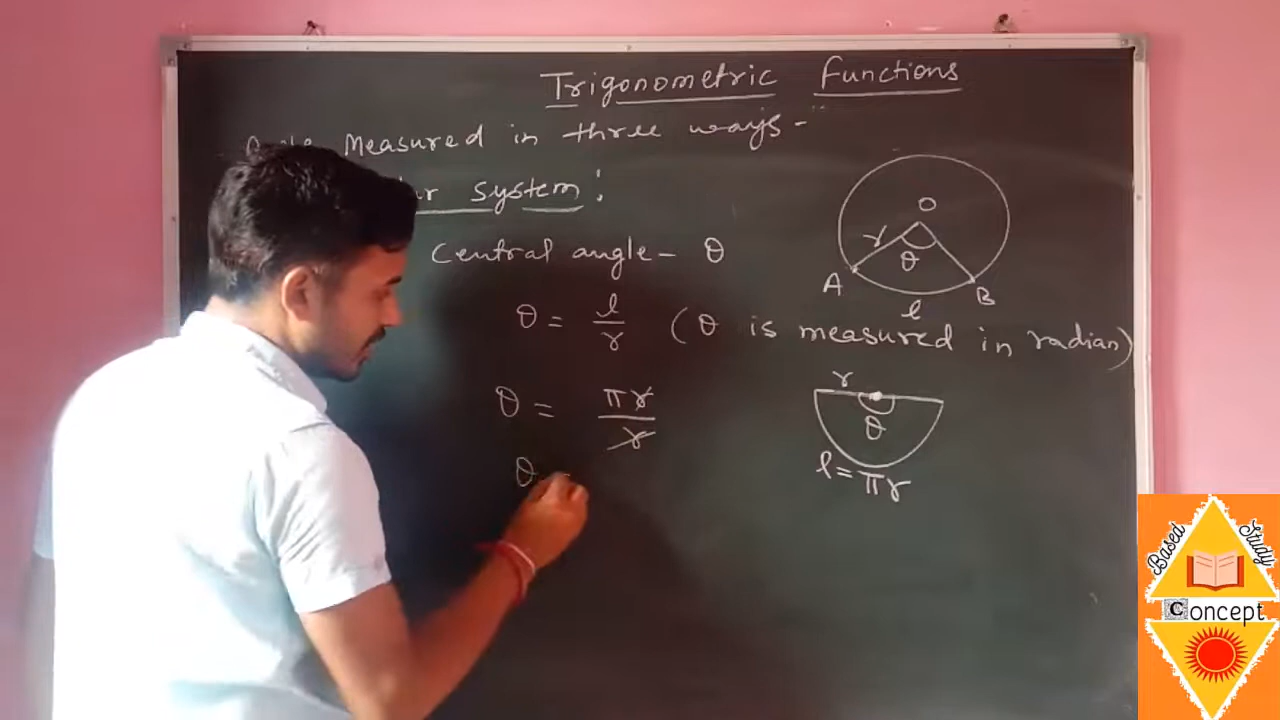 Trigonometric Functions
Measured in three ways -
system :
Central angle - θ
θ = l/r (θ is measured in radian)
θ = πr/r
θ =
O
r
θ
A
B
l
r
θ
l = πr
Based Study
Concept